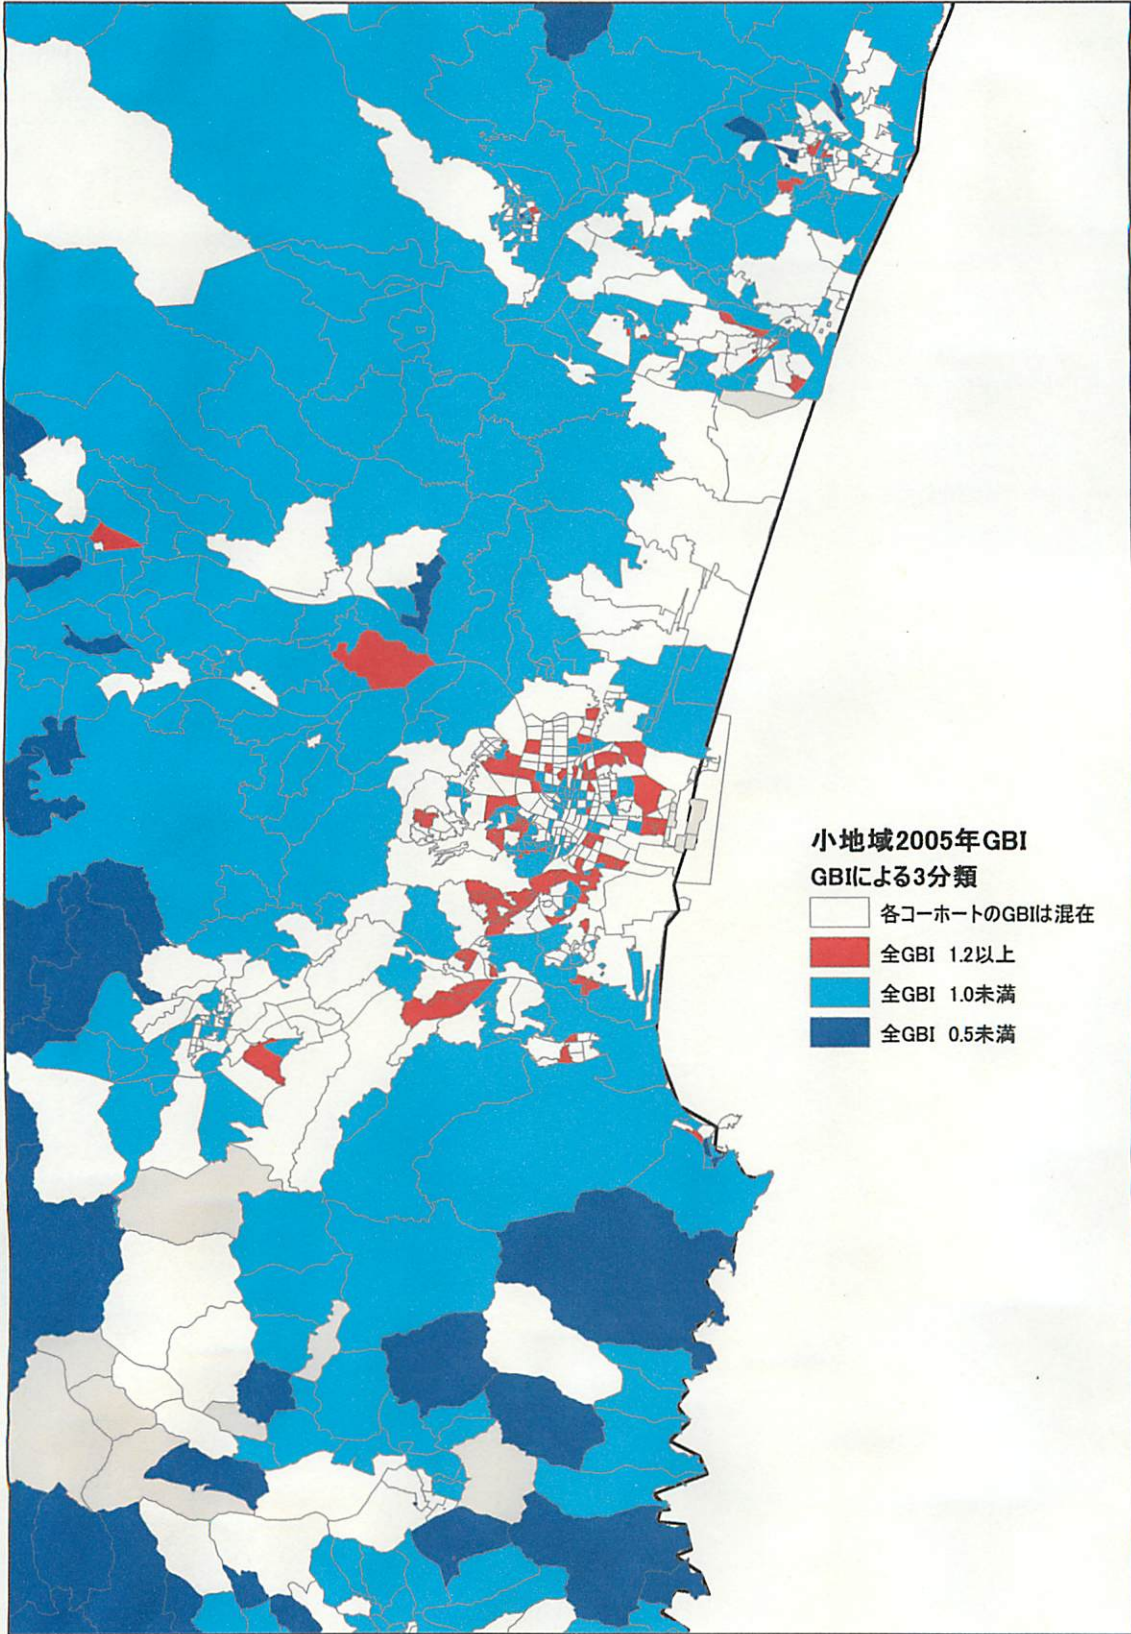 小地域2005年GBI
GBIによる3分類
各コーホートのGBIは混在
全GBI 1.2以上
全GBI 1.0未満
全GBI 0.5未満